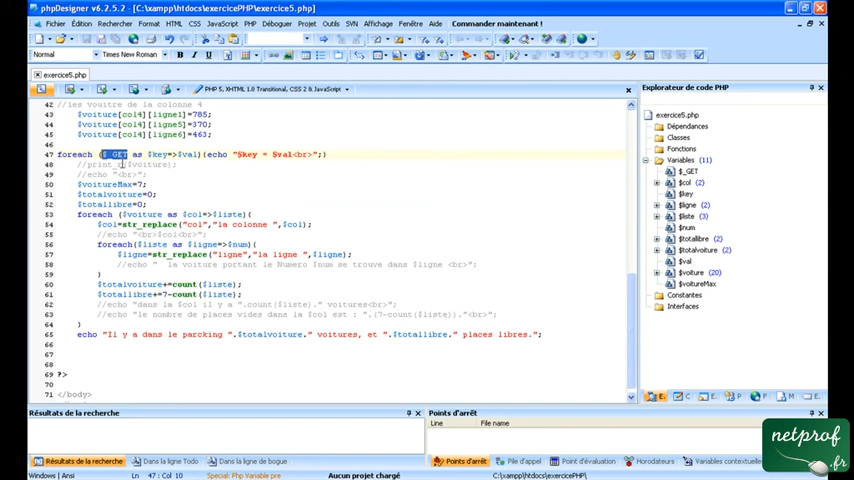 phpDesigner v6.2.5.2 - [C:\xampp\htdocs\exercicePHP\exercice5.php]
Fichier Édition Rechercher Format HTML CSS JavaScript PHP Déboguer Projets Outils SVN Affichage Fenêtre Aide Commander maintenant !
Normal Times New Roman B I U
exercice5.php
PHP 5, XHTML 1.0 Transitional, CSS 2 & JavaScript
42 //les vouitre de la colonne 4
43 $voiture[col4][ligne1]=785;
44 $voiture[col4][ligne5]=370;
45 $voiture[col4][ligne6]=463;
46
47 foreach ($_GET as $key=>$val){echo "$key = $val<br>";}
48 //print_r($voiture);
49 //echo "<br>";
50 $voitureMax=7;
51 $totalvoiture=0;
52 $totallibre=0;
53 foreach ($voiture as $col=>$liste){
54 $col=str_replace("col","la colonne ",$col);
55 //echo "<br>$col<br>";
56 foreach($liste as $ligne=>$num){
57 $ligne=str_replace("ligne","la ligne ",$ligne);
58 //echo " la voiture portant le Numero $num se trouve dans $ligne <br>";
59 }
60 $totalvoiture+=count($liste);
61 $totallibre+=7-count($liste);
62 //echo "dans la $col il y a ".count($liste)." voitures<br>";
63 //echo "le nombre de places vides dans la $col est : ".(7-count($liste))."<br>";
64 }
65 echo "Il y a dans le parcking ".$totalvoiture." voitures, et ".$totallibre." places libres.";
66
67
68
69 ?>
70
71 </body>
Explorateur de code PHP
exercice5.php
Dépendances
Classes
Fonctions
Variables (11)
$_GET
$col (2)
$key
$ligne (2)
$liste (3)
$num
$totallibre (2)
$totalvoiture (2)
$val
$voiture (20)
$voitureMax
Constantes
Interfaces
Résultats de la recherche
Points d'arrêt
Line File name
Résultats de la recherche Dans la ligne Todo Dans la ligne de bogue
Points d'arrêt Pile d'appel Point d'évaluation Horodateurs Variables contextuelle
Windows | Ansi Ln 47 : Col 10 Special: Php Variable Aucun projet chargé C:\xampp\htdocs\exercicePHP\
netprof
.fr